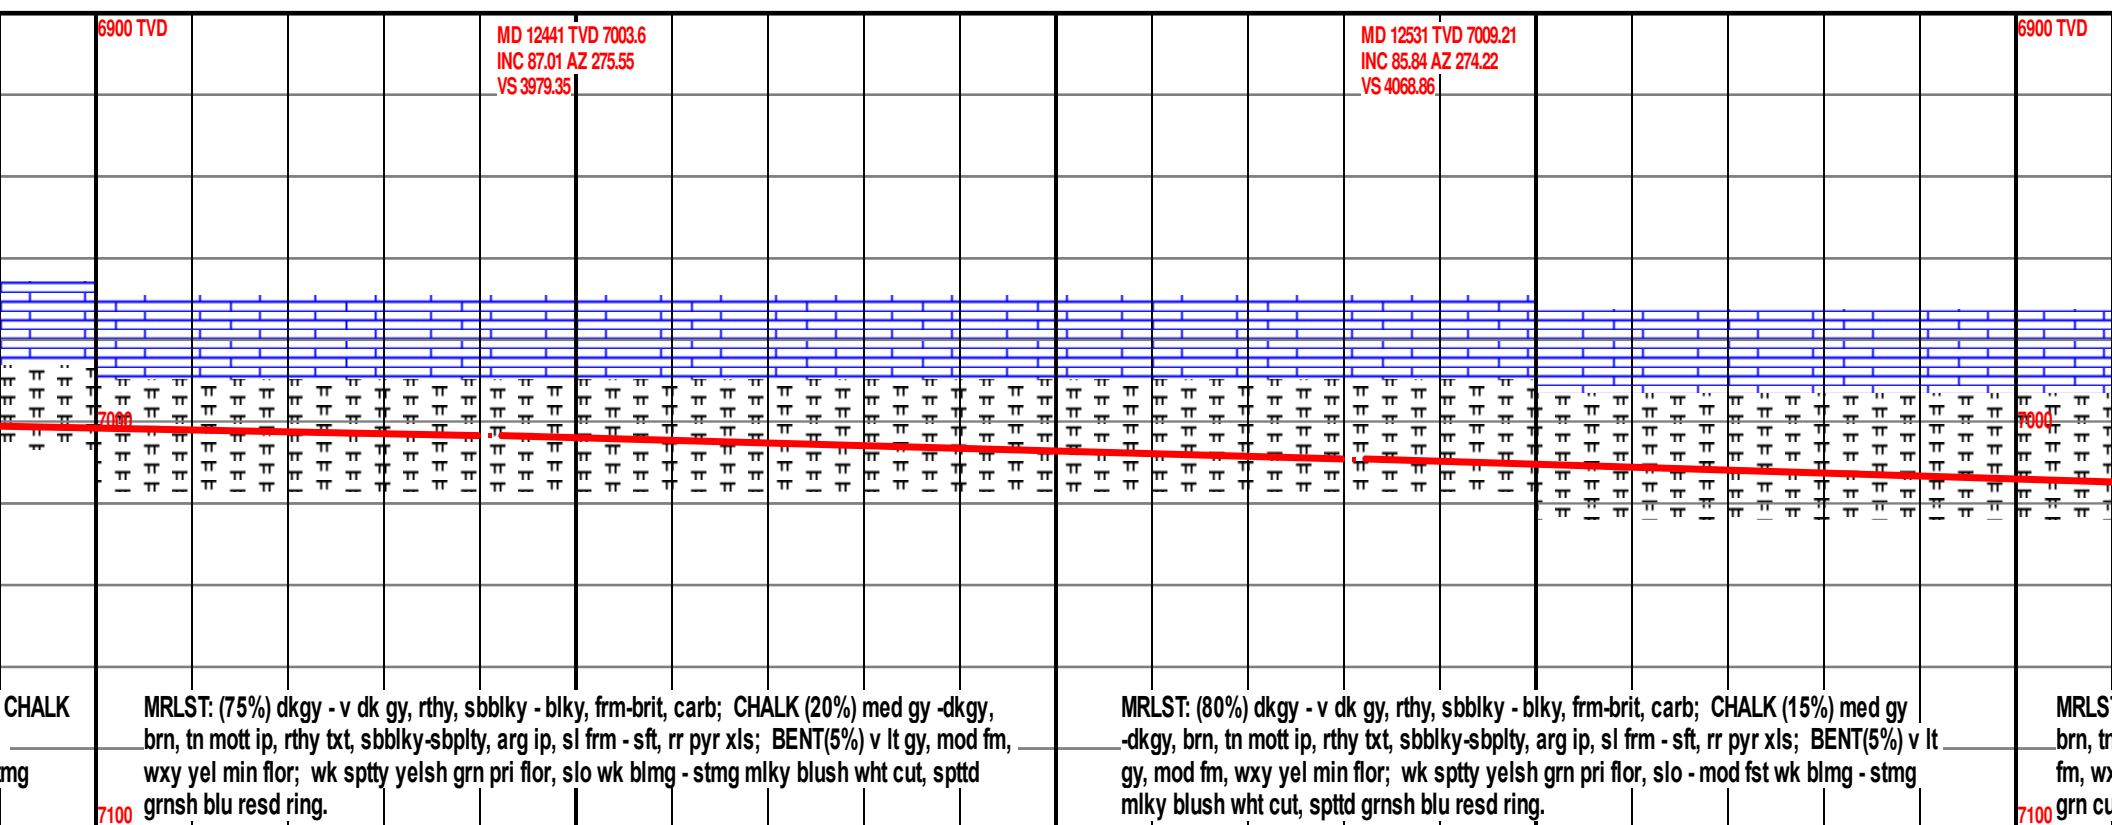 6900 TVD
MD 12441 TVD 7003.6
INC 87.01 AZ 275.55
VS 3979.35
MD 12531 TVD 7009.21
INC 85.84 AZ 274.22
VS 4068.86
6900 TVD
7000
7000
CHALK
tmg
MRLST: (75%) dkgy - v dk gy, rthy, sbblky - blky, frm-brit, carb; CHALK (20%) med gy -dkgy,
brn, tn mott ip, rthy txt, sbblky-sbplty, arg ip, sl frm - sft, rr pyr xls; BENT(5%) v lt gy, mod fm,
wxy yel min flor; wk sptty yelsh grn pri flor, slo wk blmg - stmg mlky blush wht cut, spttd
grnsh blu resd ring.
MRLST: (80%) dkgy - v dk gy, rthy, sbblky - blky, frm-brit, carb; CHALK (15%) med gy
-dkgy, brn, tn mott ip, rthy txt, sbblky-sbplty, arg ip, sl frm - sft, rr pyr xls; BENT(5%) v lt
gy, mod fm, wxy yel min flor; wk sptty yelsh grn pri flor, slo - mod fst wk blmg - stmg
mlky blush wht cut, spttd grnsh blu resd ring.
MRLST
brn, tn
fm, wx
grn cu
7100
7100